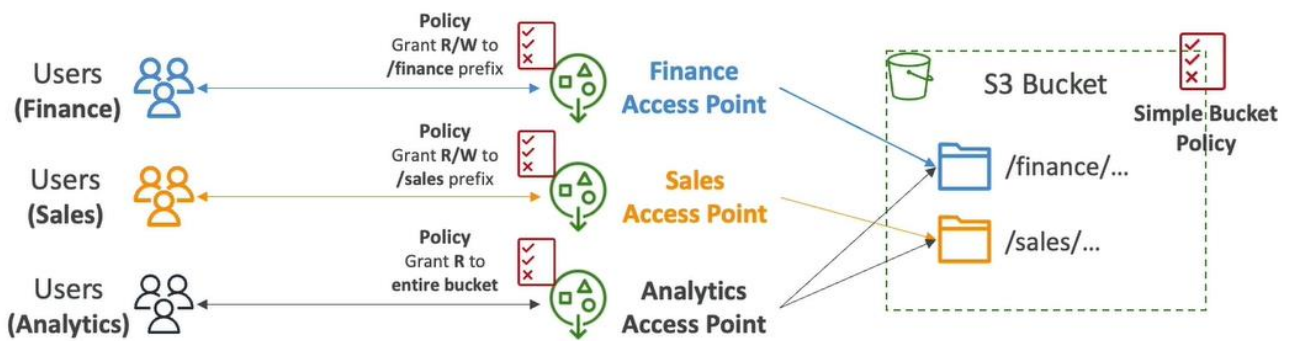 Users
(Finance)
Policy
Grant R/W to
/finance prefix
Finance
Access Point
Users
(Sales)
Policy
Grant R/W to
/sales prefix
Sales
Access Point
Users
(Analytics)
Policy
Grant R to
entire bucket
Analytics
Access Point
S3 Bucket
Simple Bucket
Policy
/finance/...
/sales/...